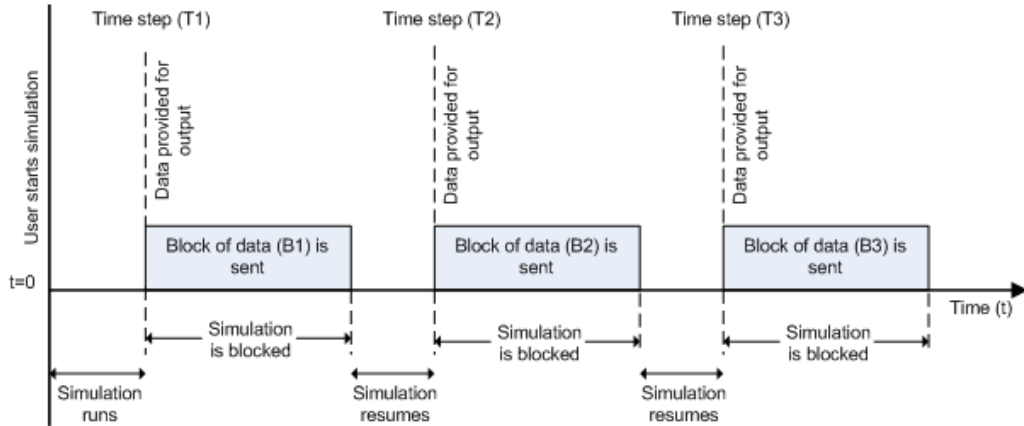 Time step (T1)
Time step (T2)
Time step (T3)
User starts simulation
Data provided for
output
Data provided for
output
Data provided for
output
Block of data (B1) is
sent
Block of data (B2) is
sent
Block of data (B3) is
sent
t=0
Time (t)
Simulation
is blocked
Simulation
is blocked
Simulation
is blocked
Simulation
runs
Simulation
resumes
Simulation
resumes